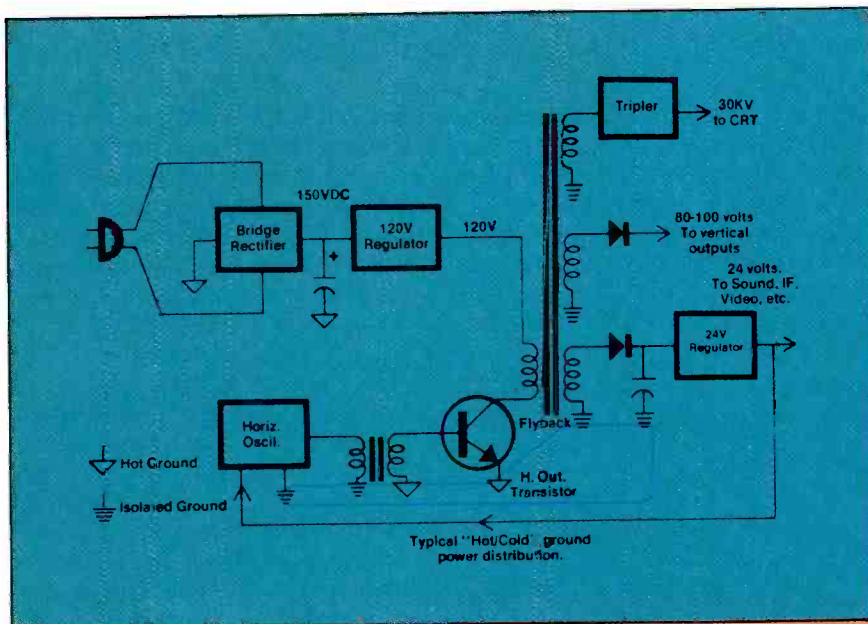 Tripler
30KV
to CRT
150VDC
Bridge
Rectifier
120V
Regulator
120V
80-100 volts
To vertical
outputs
24 volts.
To Sound, IF.
Video, etc.
24V
Regulator
+
Flyback
Horiz.
Oscil.
H. Out.
Transistor
Hot Ground
Isolated Ground
Typical "Hot/Cold" ground
power distribution.